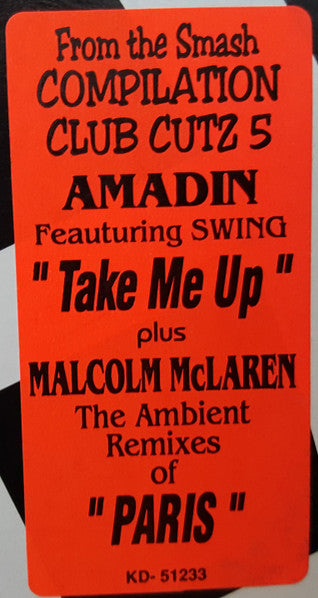 From the Smash
COMPILATION
CLUB CUTZ 5
AMADIN
Feauturing SWING
" Take Me Up "
plus
MALCOLM McLAREN
The Ambient
Remixes
of
" PARIS "
KD- 51233